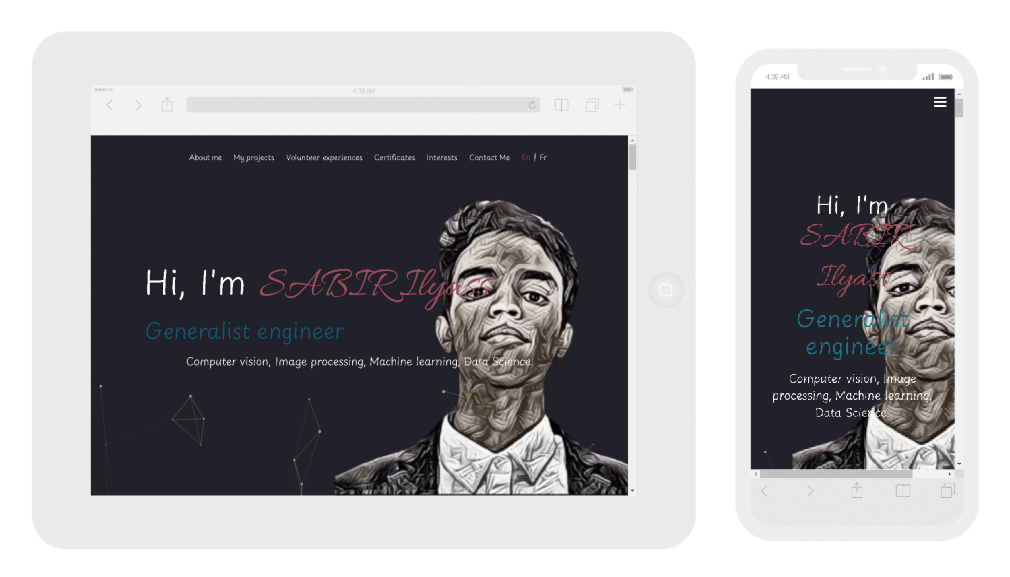 4:36 AM
About me My projects Volunteer experiences Certificates Interests Contact Me En / Fr
Hi, I'm SABIR Ilyass
Generalist engineer
Computer vision, Image processing, Machine learning, Data Science.
4:36 AM
Hi, I'm
SABIR
Ilyass
Generalist
engineer
Computer vision, Image
processing, Machine learning,
Data Science.